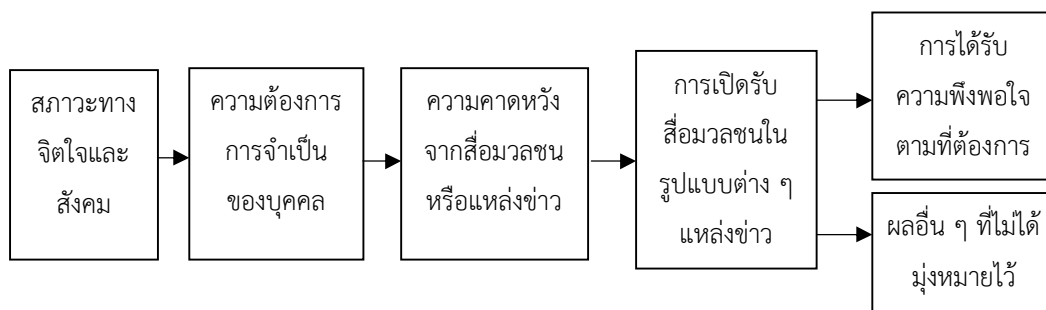 สภาวะทาง
จิตใจและ
สังคม
ความต้องการ
การจำเป็น
ของบุคคล
ความคาดหวัง
จากสื่อมวลชน
หรือแหล่งข่าว
การเปิดรับ
สื่อมวลชนใน
รูปแบบต่าง ๆ
แหล่งข่าว
การได้รับ
ความพึงพอใจ
ตามที่ต้องการ
ผลอื่น ๆ ที่ไม่ได้
มุ่งหมายไว้